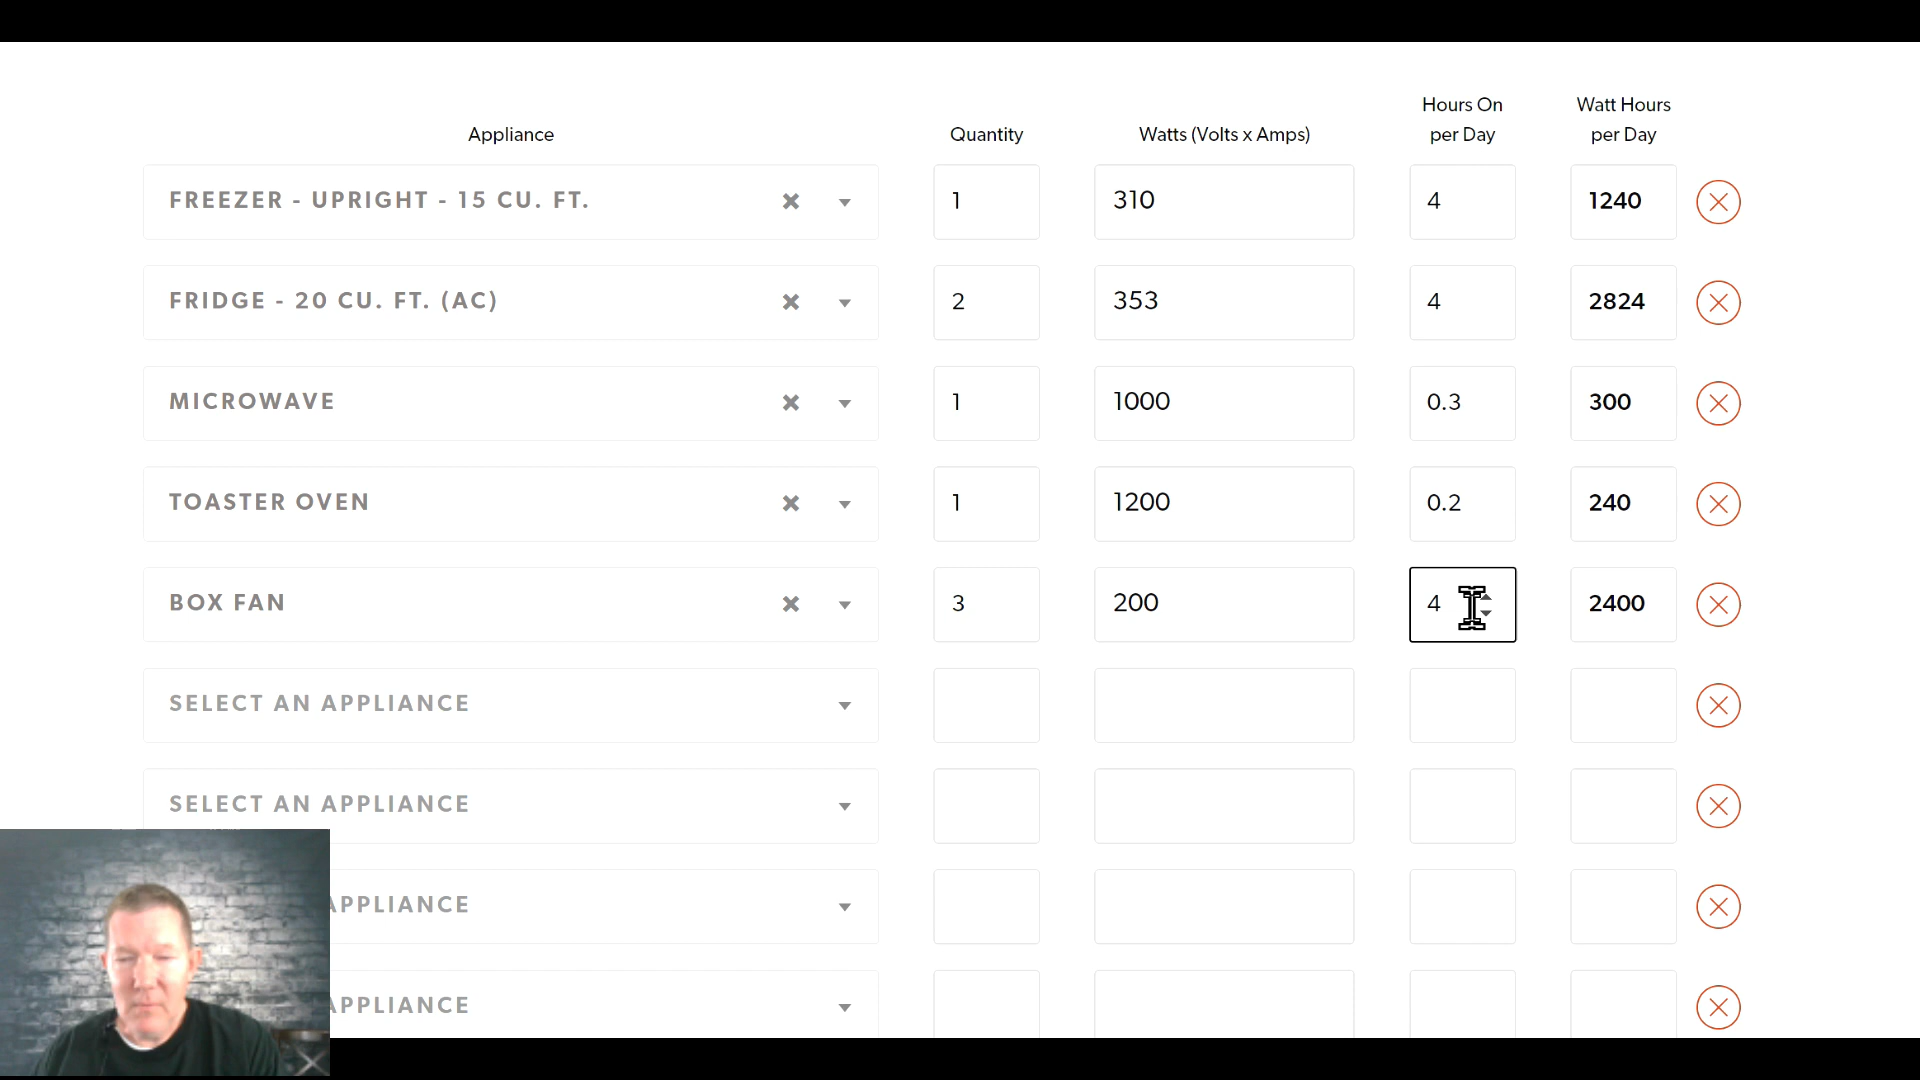 Appliance Quantity Watts (Volts x Amps) Hours On per Day Watt Hours per Day
FREEZER - UPRIGHT - 15 CU. FT. 1 310 4 1240
FRIDGE - 20 CU. FT. (AC) 2 353 4 2824
MICROWAVE 1 1000 0.3 300
TOASTER OVEN 1 1200 0.2 240
BOX FAN 3 200 4 2400
SELECT AN APPLIANCE
SELECT AN APPLIANCE
APPLIANCE
APPLIANCE